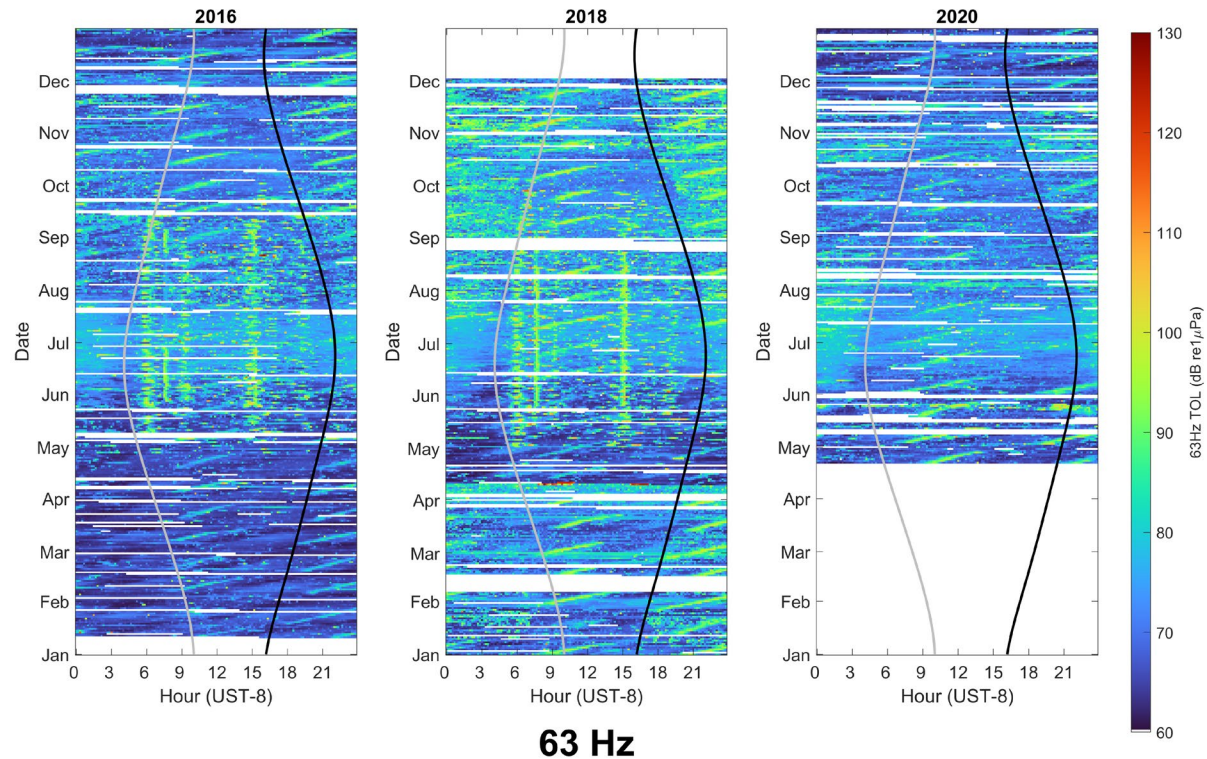 2016
2018
2020
Dec
Nov
Oct
Sep
Aug
Jul
Jun
May
Apr
Mar
Feb
Jan
Date
0 3 6 9 12 15 18 21
Hour (UST-8)
Dec
Nov
Oct
Sep
Aug
Jul
Jun
May
Apr
Mar
Feb
Jan
Date
0 3 6 9 12 15 18 21
Hour (UST-8)
Dec
Nov
Oct
Sep
Aug
Jul
Jun
May
Apr
Mar
Feb
Jan
Date
0 3 6 9 12 15 18 21
Hour (UST-8)
130
120
110
100
90
80
70
60
63Hz TOL (dB re1μPa)
63 Hz